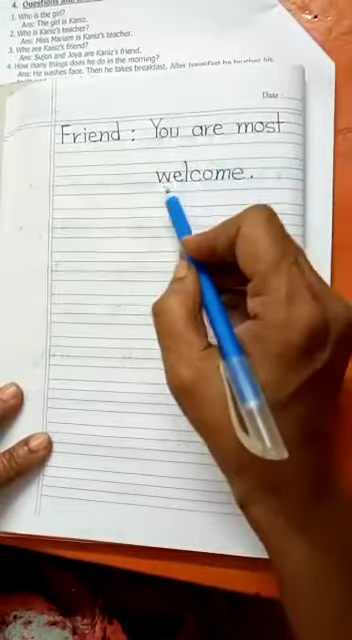 4. Questions and
1. Who is the girl?
Ans: The girl is Kaniz.
2. Who is Kaniz's teacher?
Ans: Miss Mariam is Kaniz's teacher.
3. Who are Kaniz's friend?
Ans: Sujon and Joya are Kaniz's friend.
4. How many things does he do in the morning?
Ans: He washes face. Then he takes breakfast. After breakfast he brushes his
Date :
Friend : You are most
welcome.